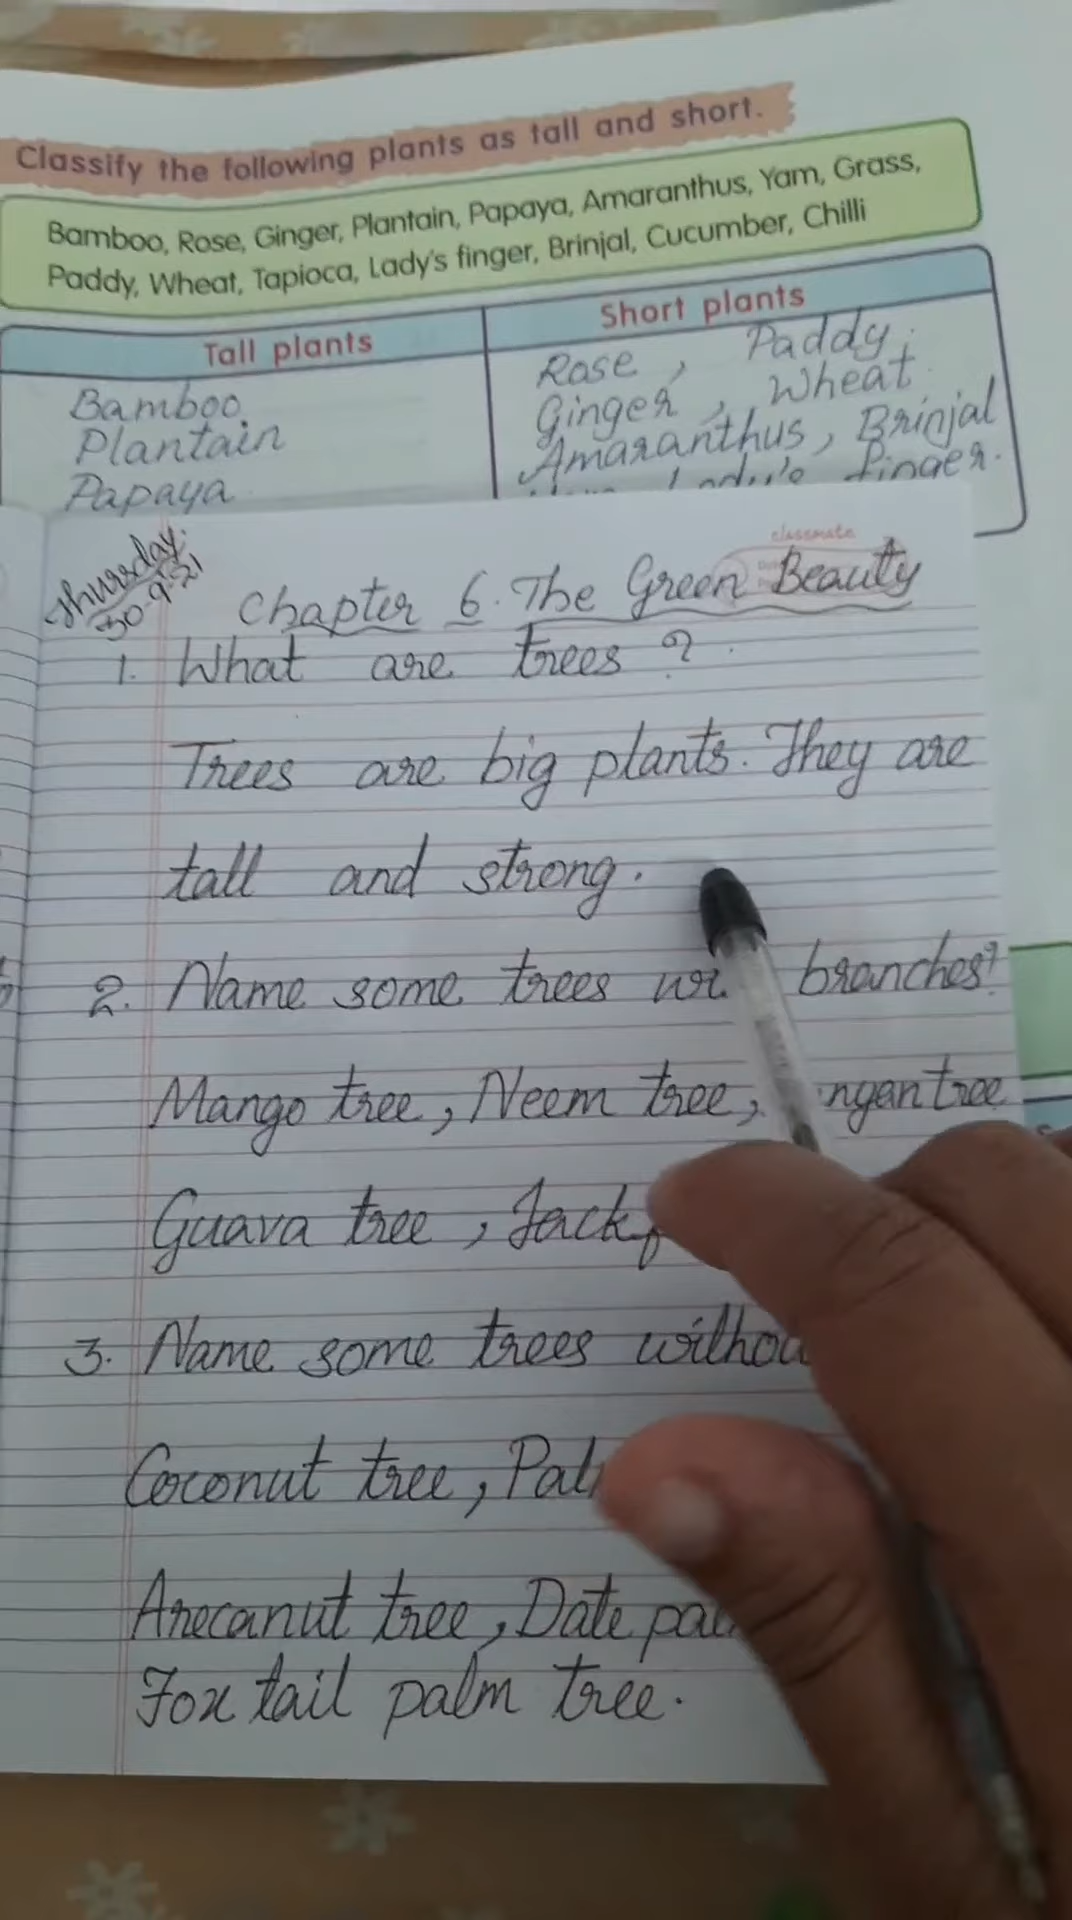 Classify the following plants as tall and short.
Bamboo, Rose, Ginger, Plantain, Papaya, Amaranthus, Yam, Grass,
Paddy, Wheat, Tapioca, Lady's finger, Brinjal, Cucumber, Chilli
Tall plants Short plants
Bamboo
Plantain
Papaya
Rose, Paddy,
Ginger, Wheat
Amaranthus, Brinjal
Lady's finger.
classmate
Thursday
30-9-21
Chapter 6. The Green Beauty
1. What are trees?
Trees are big plants. They are
tall and strong.
2. Name some trees branches?
Mango tree, Neem tree, tree
Guava tree,
3. Name some trees
Coconut tree,
Arecanut tree, Date
Fox tail palm tree.